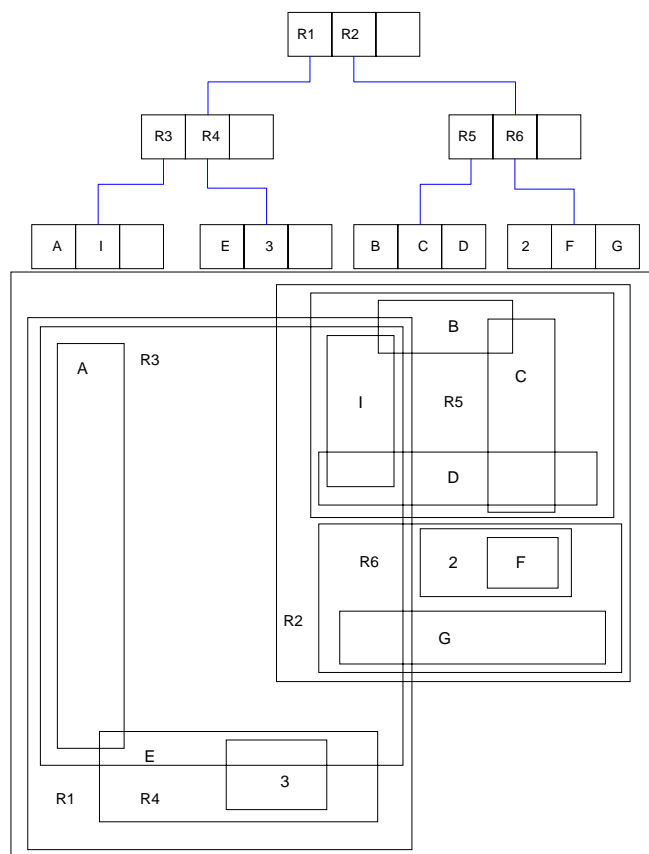 R1 R2
R3 R4 R5 R6
A I E 3 B C D 2 F G
B
A R3 C
I R5
D
R6 2 F
R2
G
E
3
R1 R4